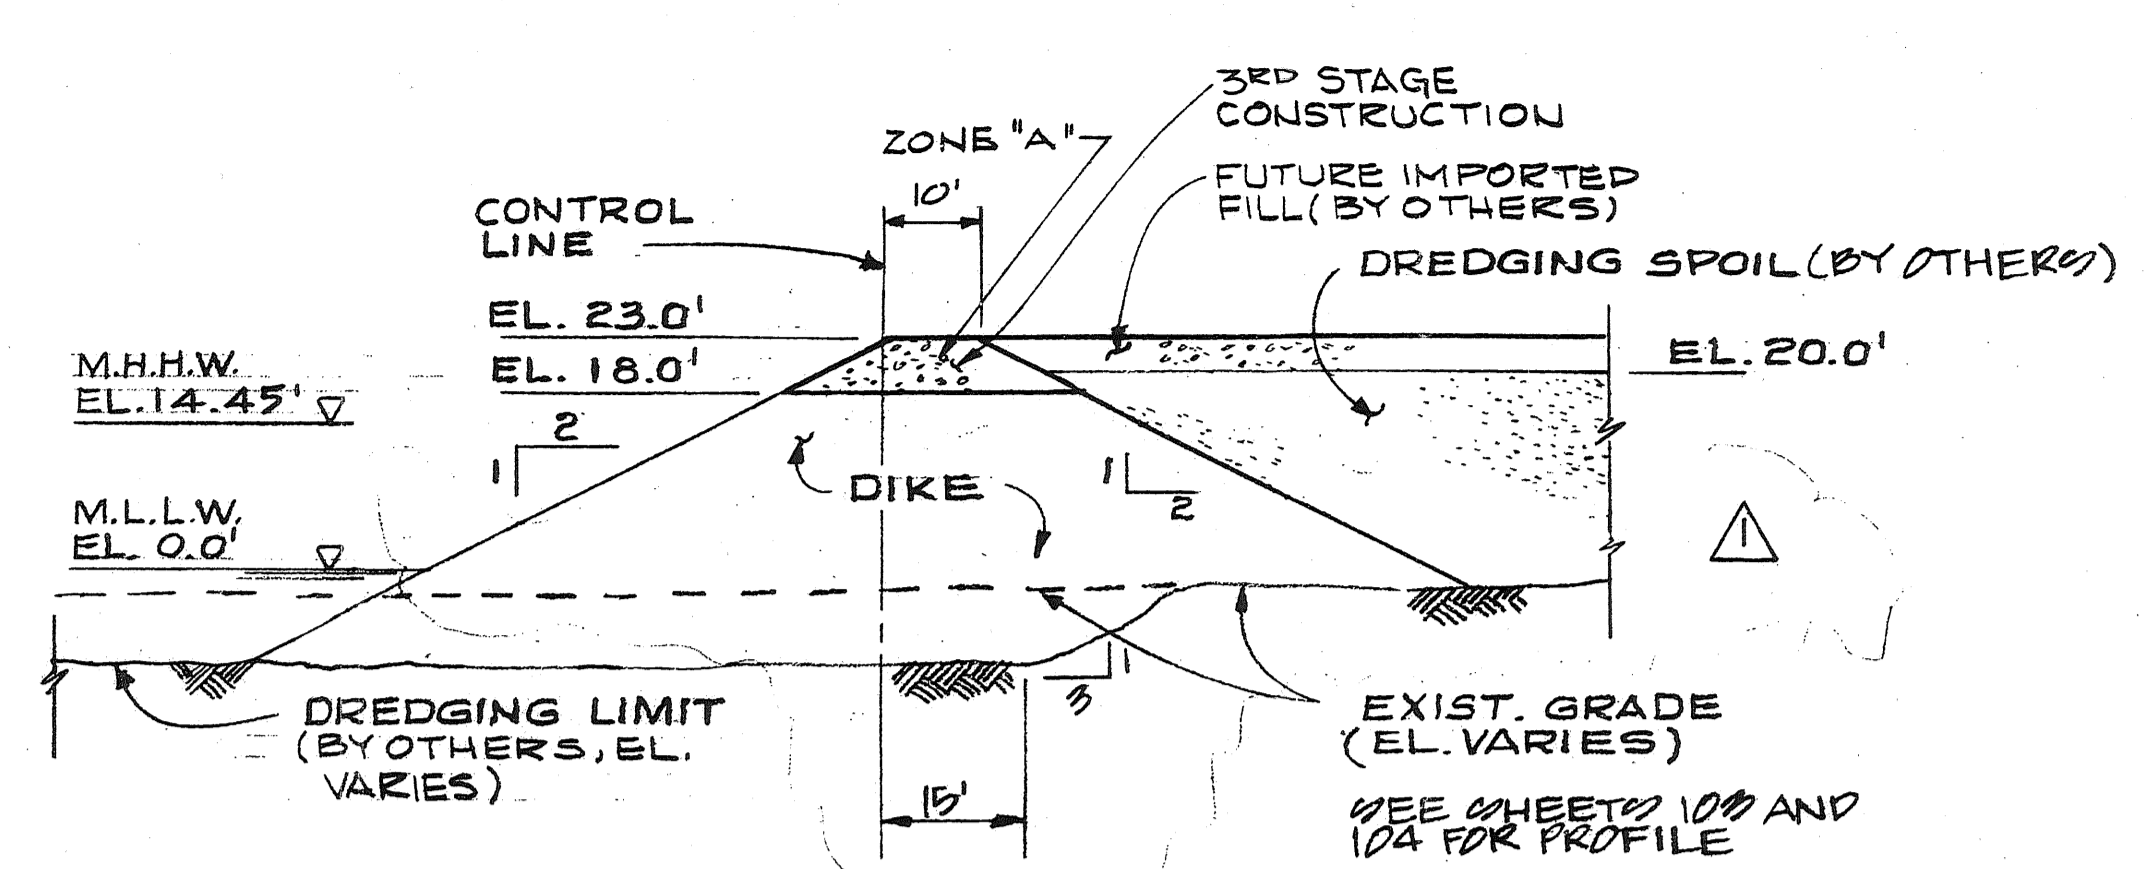 3RD STAGE
CONSTRUCTION
ZONE "A"
FUTURE IMPORTED
FILL (BY OTHERS)
10'
CONTROL
LINE
DREDGING SPOIL (BY OTHERS)
EL. 23.0'
EL. 20.0'
M.H.H.W.
EL. 14.45'
EL. 18.0'
2
1
1
2
DIKE
M.L.L.W.
EL. 0.0'
1
1
3
DREDGING LIMIT
(BY OTHERS, EL.
VARIES)
EXIST. GRADE
(EL. VARIES)
15'
SEE SHEETS 103 AND
104 FOR PROFILE